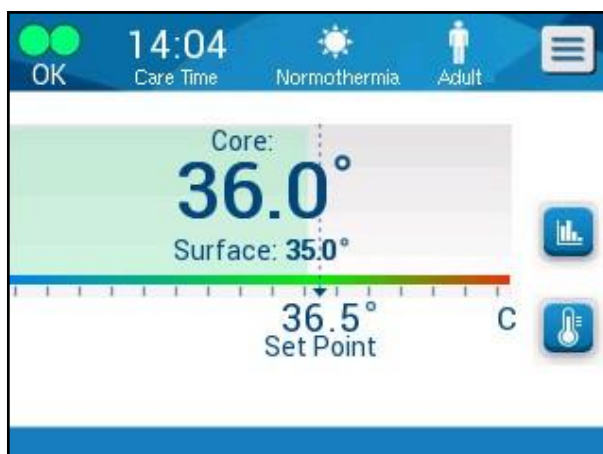 OK
14:04
Care Time
Normothermia
Adult
Core:
36.0°
Surface: 35.0°
36.5°
C
Set Point